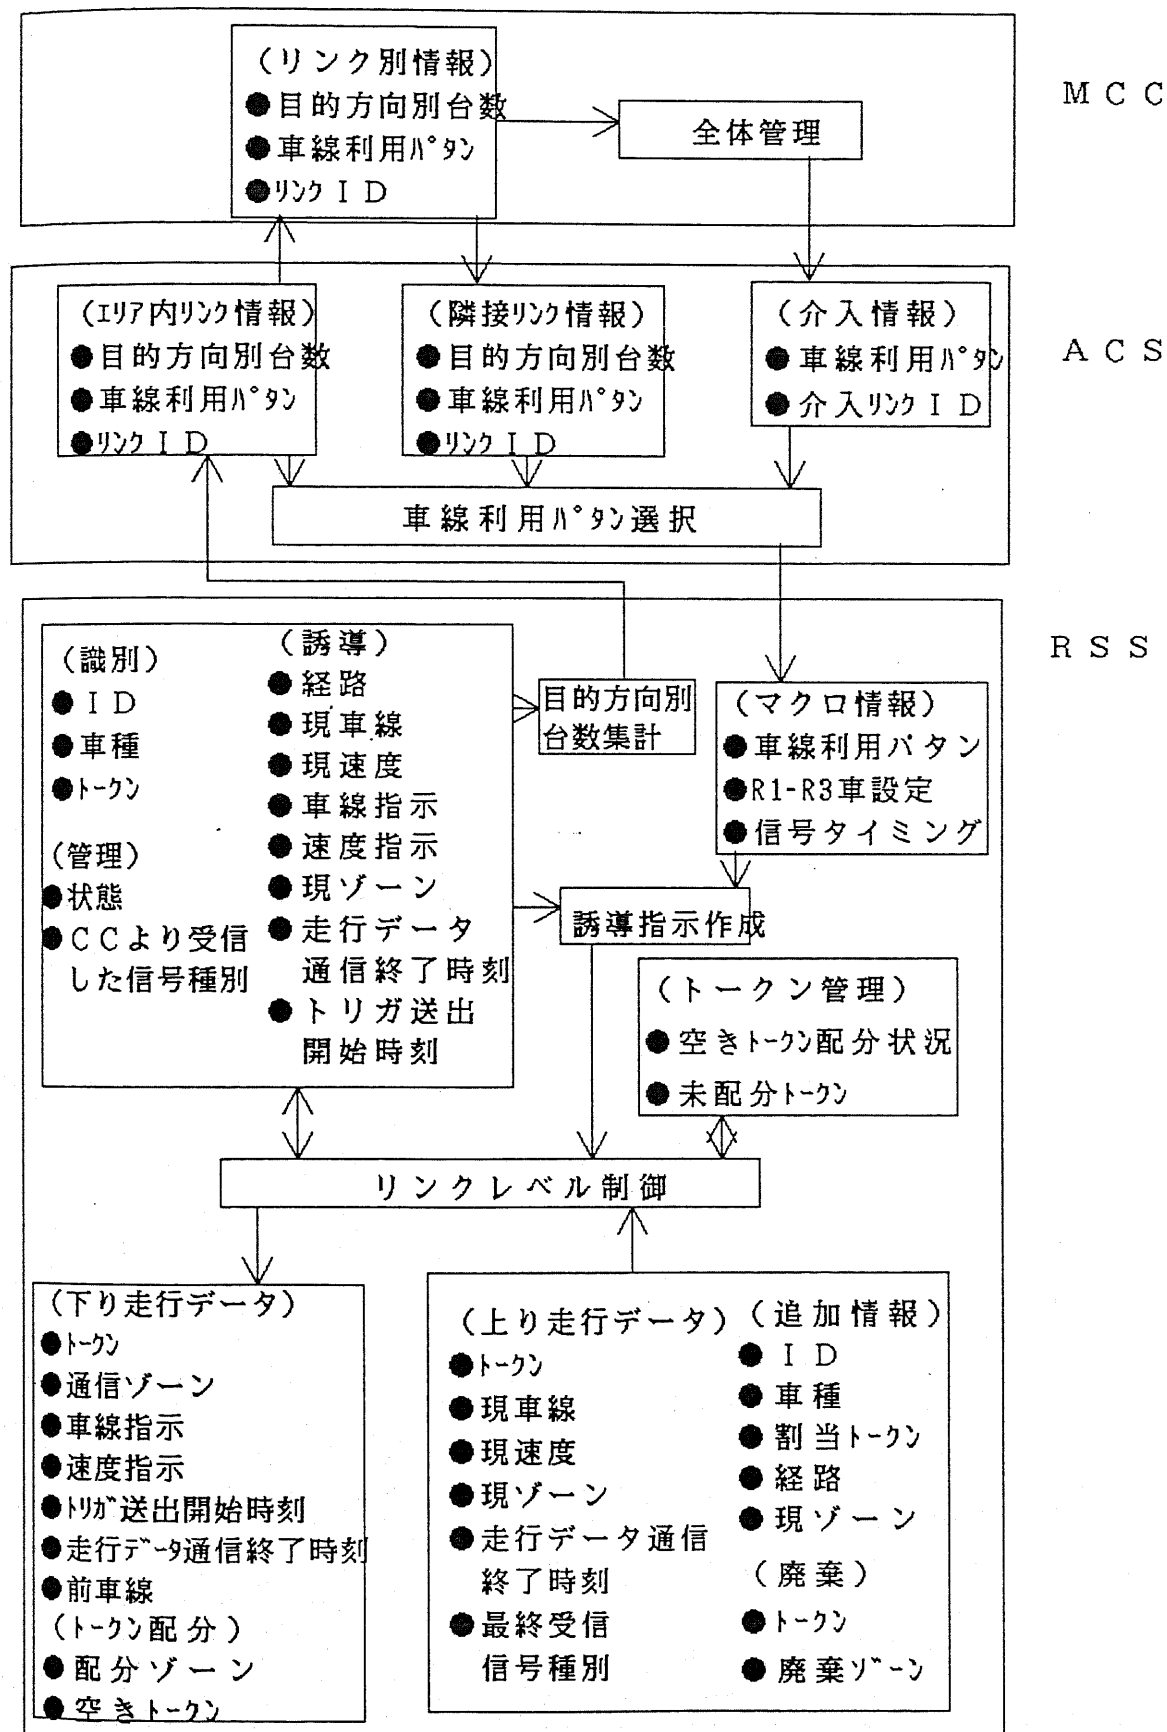 ＭＣＣ
（リンク別情報）
●目的方向別台数
●車線利用ﾊﾟﾀﾝ
●ﾘﾝｸＩＤ
全体管理
ＡＣＳ
（ｴﾘｱ内ﾘﾝｸ情報）
●目的方向別台数
●車線利用ﾊﾟﾀﾝ
●ﾘﾝｸＩＤ
（隣接ﾘﾝｸ情報）
●目的方向別台数
●車線利用ﾊﾟﾀﾝ
●ﾘﾝｸＩＤ
（介入情報）
●車線利用ﾊﾟﾀﾝ
●介入ﾘﾝｸＩＤ
車線利用ﾊﾟﾀﾝ選択
ＲＳＳ
（識別）
●ＩＤ
●車種
●ﾄｰｸﾝ
（管理）
●状態
●ＣＣより受信
した信号種別
（誘導）
●経路
●現車線
●現速度
●車線指示
●速度指示
●現ゾーン
●走行データ
通信終了時刻
●トリガ送出
開始時刻
目的方向別
台数集計
（マクロ情報）
●車線利用パタン
●R1-R3車設定
●信号タイミング
誘導指示作成
（トークン管理）
●空きﾄｰｸﾝ配分状況
●未配分ﾄｰｸﾝ
リンクレベル制御
（下り走行データ）
●ﾄｰｸﾝ
●通信ゾーン
●車線指示
●速度指示
●ﾄﾘｶﾞ送出開始時刻
●走行ﾃﾞｰﾀ通信終了時刻
●前車線
（ﾄｰｸﾝ配分）
●配分ゾーン
●空きﾄｰｸﾝ
（上り走行データ）
●ﾄｰｸﾝ
●現車線
●現速度
●現ゾーン
●走行データ通信
終了時刻
●最終受信
信号種別
（追加情報）
●ＩＤ
●車種
●割当ﾄｰｸﾝ
●経路
●現ゾーン
（廃棄）
●ﾄｰｸﾝ
●廃棄ｿﾞｰﾝ